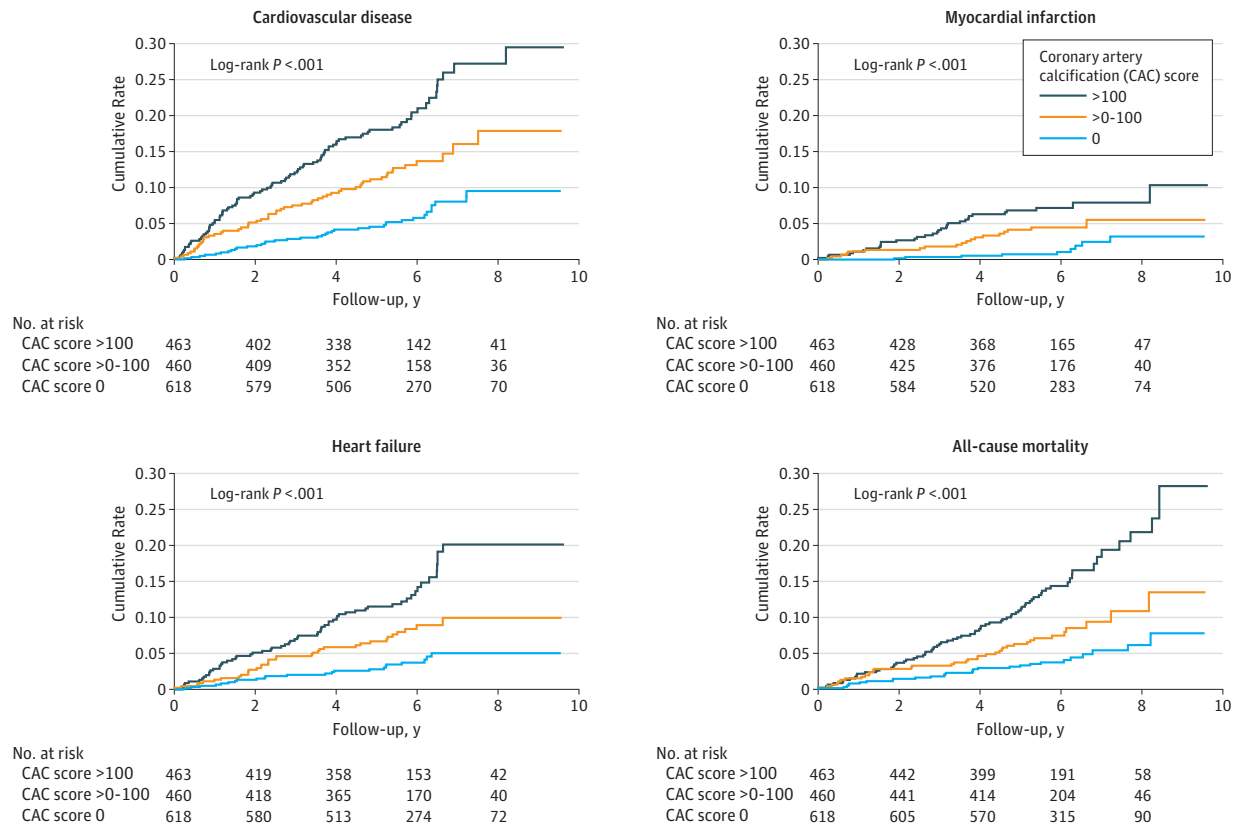 Cardiovascular disease
0.30
0.25
0.20
0.15
0.10
0.05
0
Cumulative Rate
Log-rank P <.001
0 2 4 6 8 10
Follow-up, y
No. at risk
CAC score >100 463 402 338 142 41
CAC score >0-100 460 409 352 158 36
CAC score 0 618 579 506 270 70
Myocardial infarction
0.30
0.25
0.20
0.15
0.10
0.05
0
Cumulative Rate
Log-rank P <.001
Coronary artery
calcification (CAC) score
>100
>0-100
0
0 2 4 6 8 10
Follow-up, y
No. at risk
CAC score >100 463 428 368 165 47
CAC score >0-100 460 425 376 176 40
CAC score 0 618 584 520 283 74
Heart failure
0.30
0.25
0.20
0.15
0.10
0.05
0
Cumulative Rate
Log-rank P <.001
0 2 4 6 8 10
Follow-up, y
No. at risk
CAC score >100 463 419 358 153 42
CAC score >0-100 460 418 365 170 40
CAC score 0 618 580 513 274 72
All-cause mortality
0.30
0.25
0.20
0.15
0.10
0.05
0
Cumulative Rate
Log-rank P <.001
0 2 4 6 8 10
Follow-up, y
No. at risk
CAC score >100 463 442 399 191 58
CAC score >0-100 460 441 414 204 46
CAC score 0 618 605 570 315 90